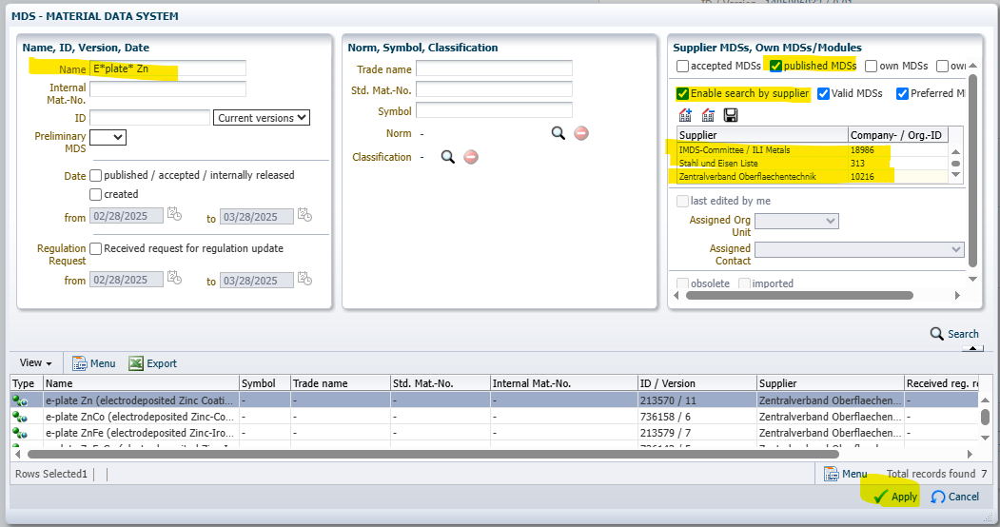 ID / Version
MDS - MATERIAL DATA SYSTEM
Name, ID, Version, Date
Name E*plate* Zn
Internal
Mat.-No.
ID Current versions
Preliminary
MDS
Date published / accepted / internally released
created
from 02/28/2025 to 03/28/2025
Regulation
Request Received request for regulation update
from 02/28/2025 to 03/28/2025
Norm, Symbol, Classification
Trade name
Std. Mat.-No.
Symbol
Norm -
Classification -
Supplier MDSs, Own MDSs/Modules
accepted MDSs published MDSs own MDSs own
Enable search by supplier Valid MDSs Preferred M
Supplier Company- / Org.-ID
IMDS-Committee / ILI Metals 18986
Stahl und Eisen Liste 313
Zentralverband Oberflaechentechnik 10216
last edited by me
Assigned Org
Unit
Assigned
Contact
obsolete imported
Search
View Menu Export
Type Name Symbol Trade name Std. Mat.-No. Internal Mat.-No. ID / Version Supplier Received reg. r
e-plate Zn (electrodeposited Zinc Coati... - - - - 213570 / 11 Zentralverband Oberflaechen... -
e-plate ZnCo (electrodeposited Zinc-Co... - - - - 736158 / 6 Zentralverband Oberflaechen... -
e-plate ZnFe (electrodeposited Zinc-Iro... - - - - 213579 / 7 Zentralverband Oberflaechen... -
Rows Selected1 Menu Total records found 7
Apply Cancel